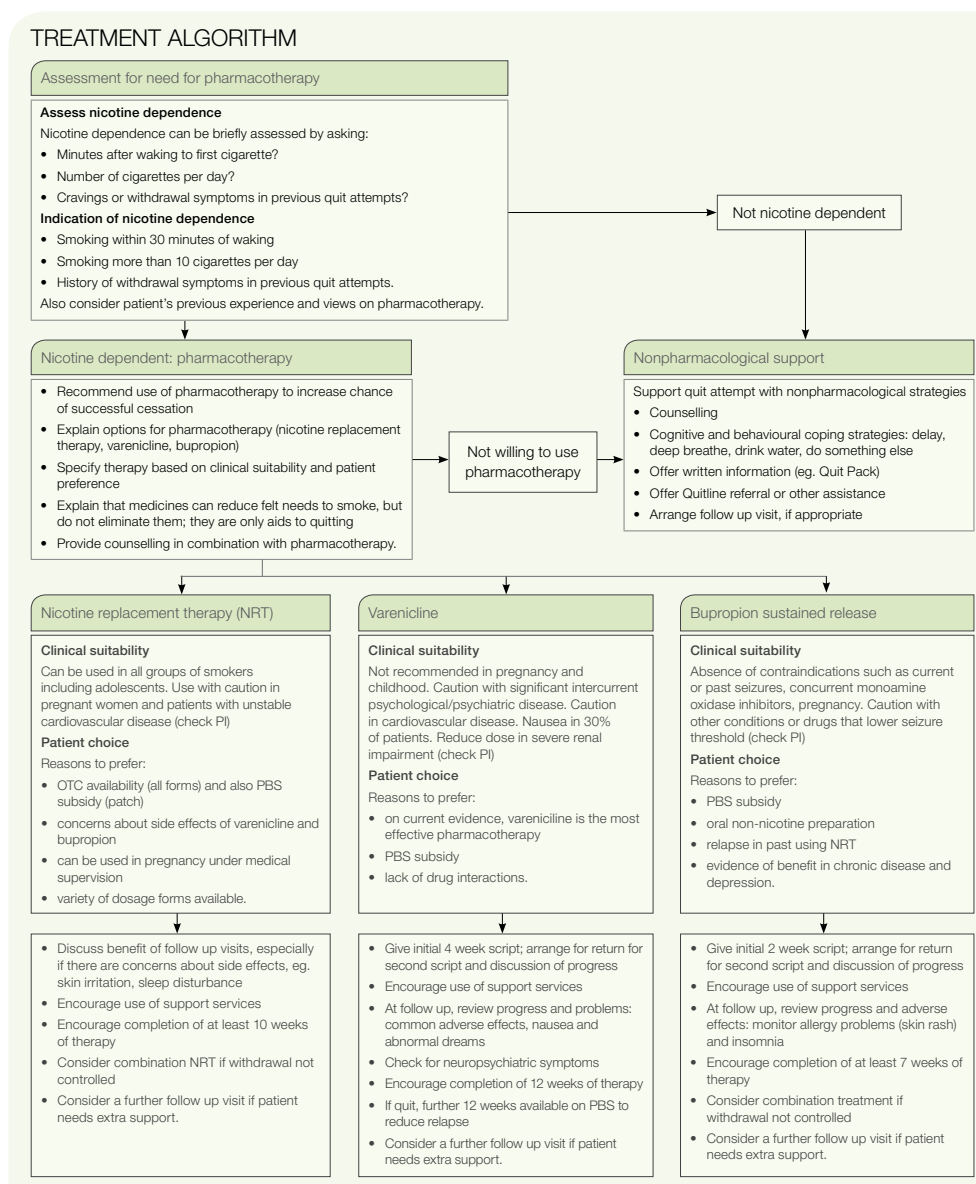 TREATMENT ALGORITHM
Assessment for need for pharmacotherapy
Assess nicotine dependence
Nicotine dependence can be briefly assessed by asking:
• Minutes after waking to first cigarette?
• Number of cigarettes per day?
• Cravings or withdrawal symptoms in previous quit attempts?
Indication of nicotine dependence
• Smoking within 30 minutes of waking
• Smoking more than 10 cigarettes per day
• History of withdrawal symptoms in previous quit attempts.
Also consider patient's previous experience and views on pharmacotherapy.
Not nicotine dependent
Nicotine dependent: pharmacotherapy
• Recommend use of pharmacotherapy to increase chance
of successful cessation
• Explain options for pharmacotherapy (nicotine replacement
therapy, varenicline, bupropion)
• Specify therapy based on clinical suitability and patient
preference
• Explain that medicines can reduce felt needs to smoke, but
do not eliminate them; they are only aids to quitting
• Provide counselling in combination with pharmacotherapy.
Not willing to use
pharmacotherapy
Nonpharmacological support
Support quit attempt with nonpharmacological strategies
• Counselling
• Cognitive and behavioural coping strategies: delay,
deep breathe, drink water, do something else
• Offer written information (eg. Quit Pack)
• Offer Quitline referral or other assistance
• Arrange follow up visit, if appropriate
Nicotine replacement therapy (NRT)
Clinical suitability
Can be used in all groups of smokers
including adolescents. Use with caution in
pregnant women and patients with unstable
cardiovascular disease (check PI)
Patient choice
Reasons to prefer:
• OTC availability (all forms) and also PBS
subsidy (patch)
• concerns about side effects of varenicline and
bupropion
• can be used in pregnancy under medical
supervision
• variety of dosage forms available.
• Discuss benefit of follow up visits, especially
if there are concerns about side effects, eg.
skin irritation, sleep disturbance
• Encourage use of support services
• Encourage completion of at least 10 weeks
of therapy
• Consider combination NRT if withdrawal not
controlled
• Consider a further follow up visit if patient
needs extra support.
Varenicline
Clinical suitability
Not recommended in pregnancy and
childhood. Caution with significant intercurrent
psychological/psychiatric disease. Caution
in cardiovascular disease. Nausea in 30%
of patients. Reduce dose in severe renal
impairment (check PI)
Patient choice
Reasons to prefer:
• on current evidence, vareniciline is the most
effective pharmacotherapy
• PBS subsidy
• lack of drug interactions.
• Give initial 4 week script; arrange for return for
second script and discussion of progress
• Encourage use of support services
• At follow up, review progress and problems:
common adverse effects, nausea and
abnormal dreams
• Check for neuropsychiatric symptoms
• Encourage completion of 12 weeks of therapy
• If quit, further 12 weeks available on PBS to
reduce relapse
• Consider a further follow up visit if patient
needs extra support.
Bupropion sustained release
Clinical suitability
Absence of contraindications such as current
or past seizures, concurrent monoamine
oxidase inhibitors, pregnancy. Caution with
other conditions or drugs that lower seizure
threshold (check PI)
Patient choice
Reasons to prefer:
• PBS subsidy
• oral non-nicotine preparation
• relapse in past using NRT
• evidence of benefit in chronic disease and
depression.
• Give initial 2 week script; arrange for return
for second script and discussion of progress
• Encourage use of support services
• At follow up, review progress and adverse
effects: monitor allergy problems (skin rash)
and insomnia
• Encourage completion of at least 7 weeks of
therapy
• Consider combination treatment if
withdrawal not controlled
• Consider a further follow up visit if patient
needs extra support.